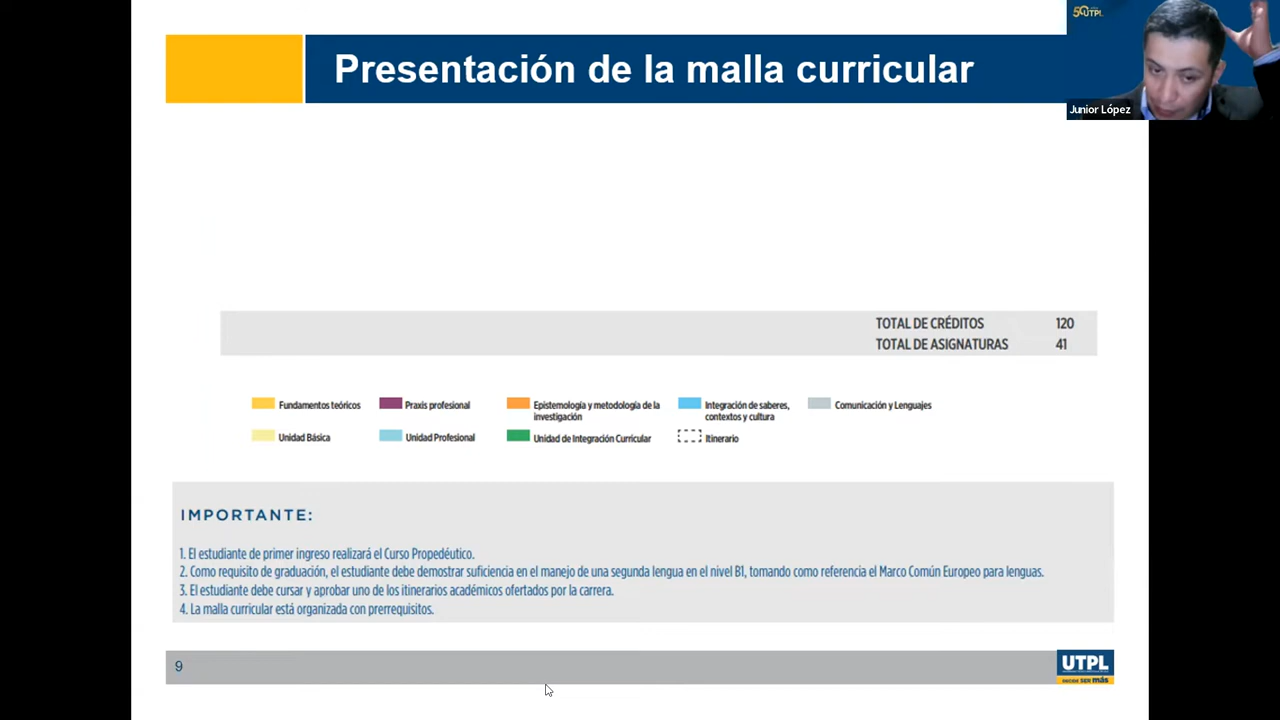 50 UTPL
Presentación de la malla curricular
Junior López
TOTAL DE CRÉDITOS 120
TOTAL DE ASIGNATURAS 41
Fundamentos teóricos
Praxis profesional
Epistemología y metodología de la
investigación
Integración de saberes,
contextos y cultura
Comunicación y Lenguajes
Unidad Básica
Unidad Profesional
Unidad de Integración Curricular
Itinerario
IMPORTANTE:
1. El estudiante de primer ingreso realizará el Curso Propedéutico.
2. Como requisito de graduación, el estudiante debe demostrar suficiencia en el manejo de una segunda lengua en el nivel B1, tomando como referencia el Marco Común Europeo para lenguas.
3. El estudiante debe cursar y aprobar uno de los itinerarios académicos ofertados por la carrera.
4. La malla curricular está organizada con prerrequisitos.
9
UTPL
DECIDE SER más